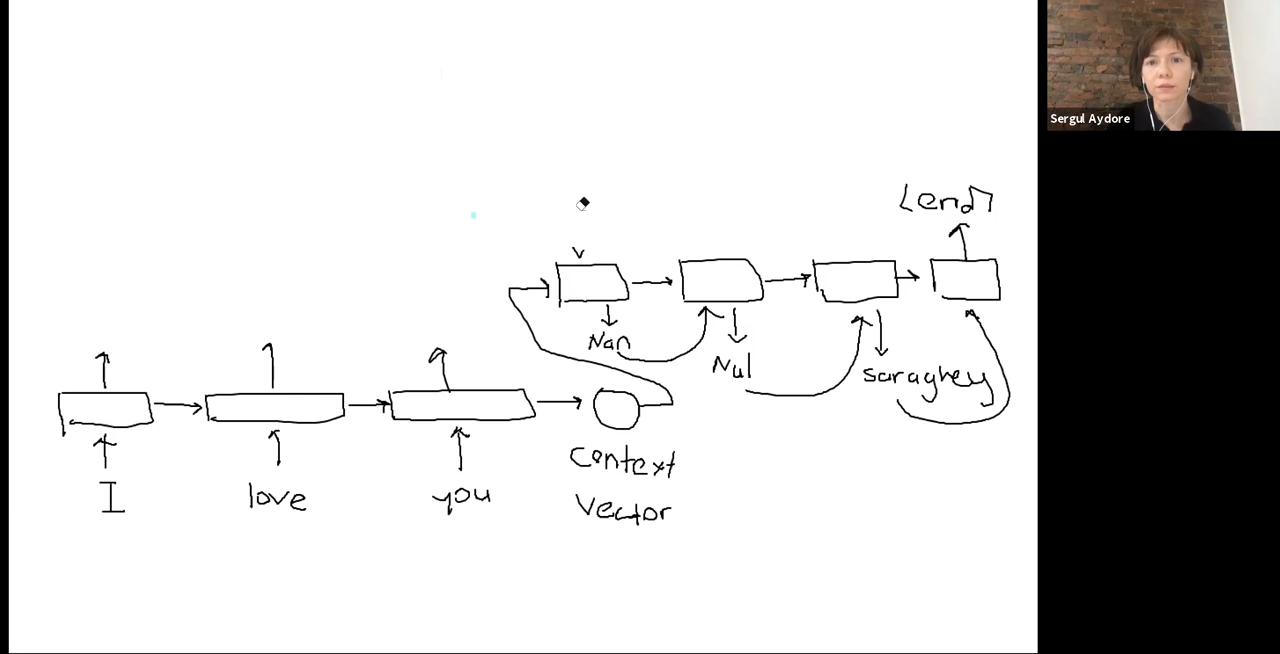 Sergul Aydore
[end]
Nan
Nul
saraghey
I
love
you
context
vector